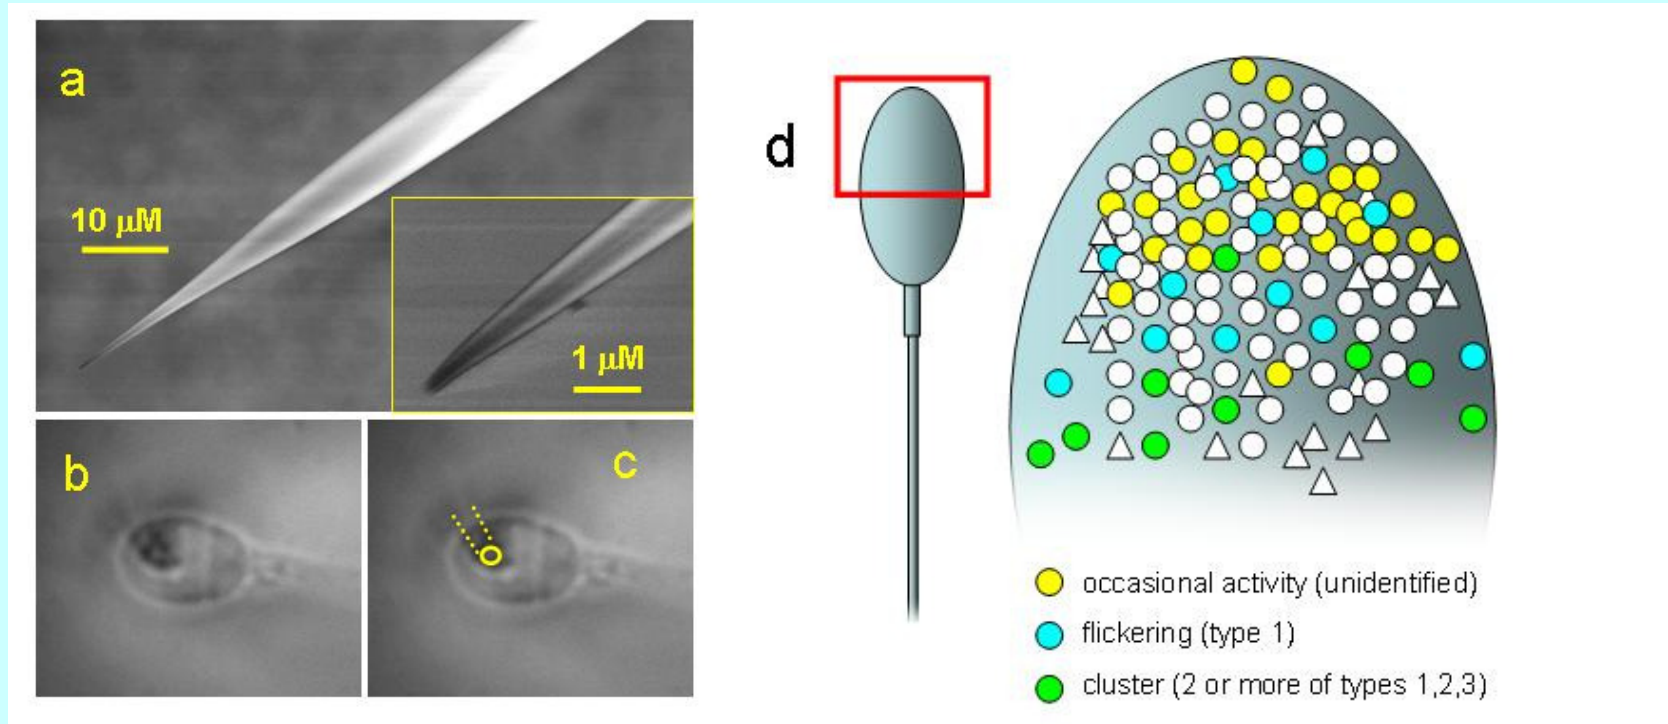 a
10 μM
1 μM
b
c
d
occasional activity (unidentified)
flickering (type 1)
cluster (2 or more of types 1,2,3)